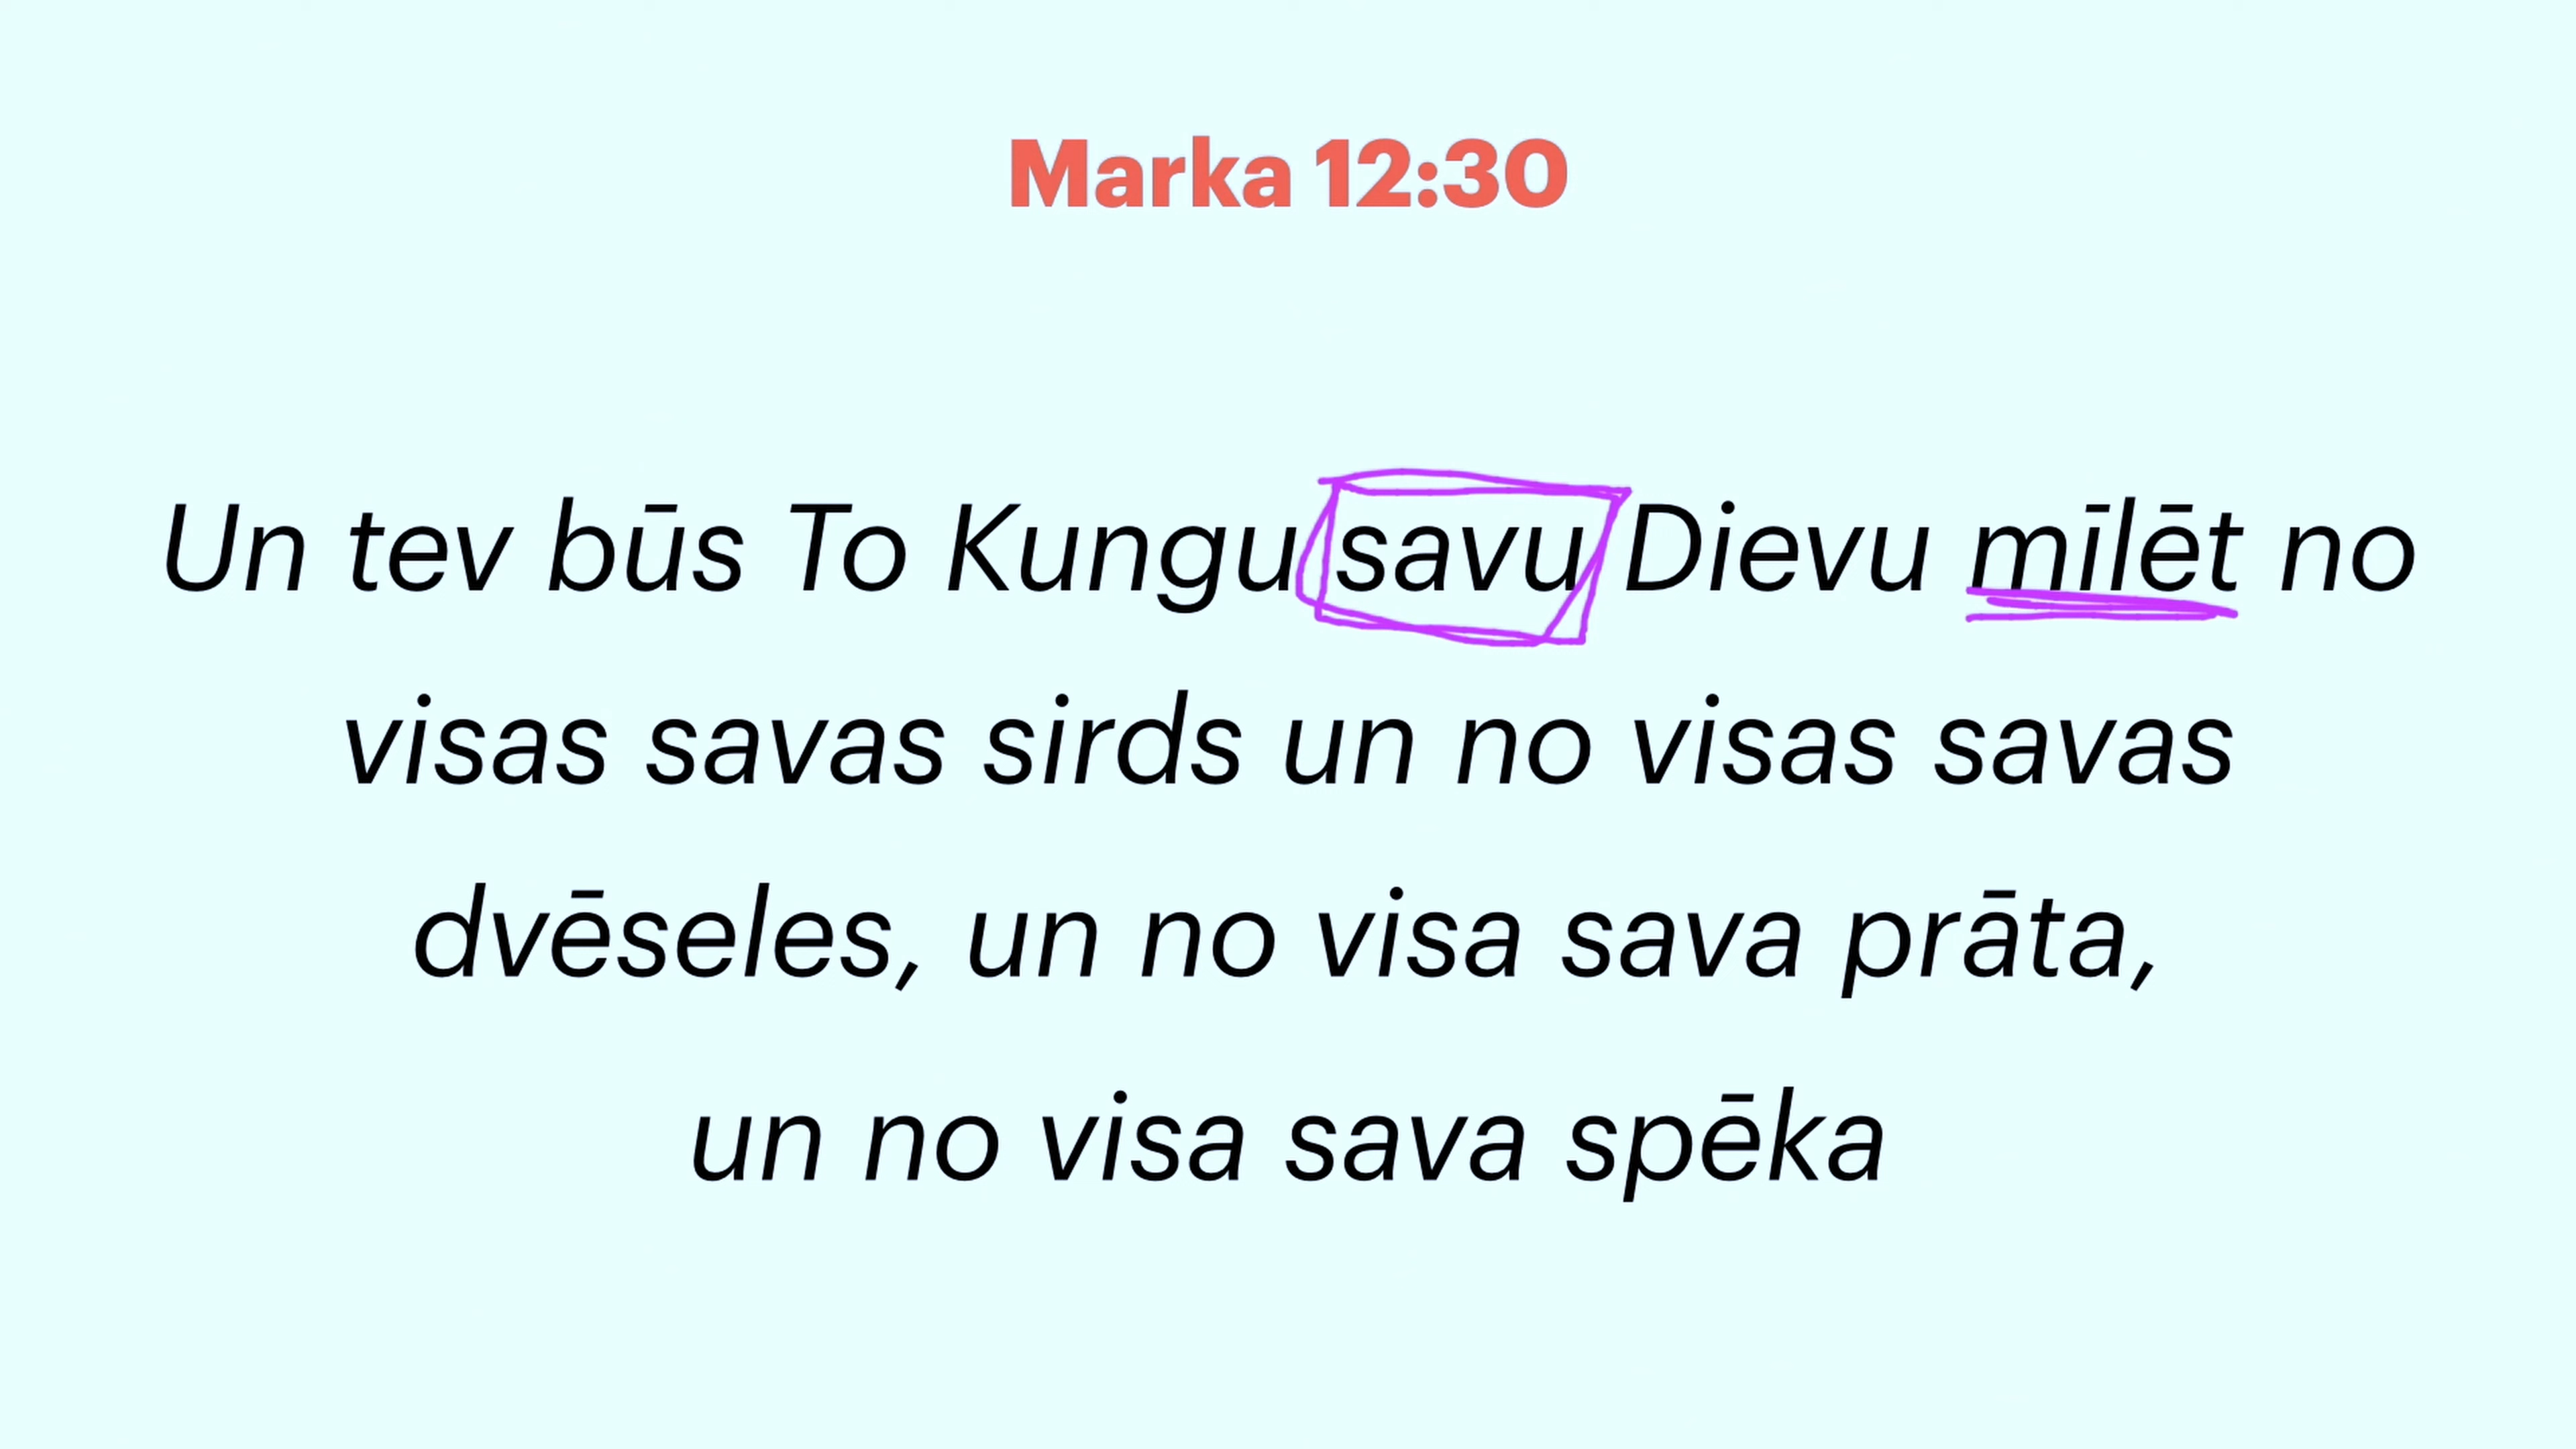 Marka 12:30
Un tev būs To Kungu savu Dievu mīlēt no
visas savas sirds un no visas savas
dvēseles, un no visa sava prāta,
un no visa sava spēka